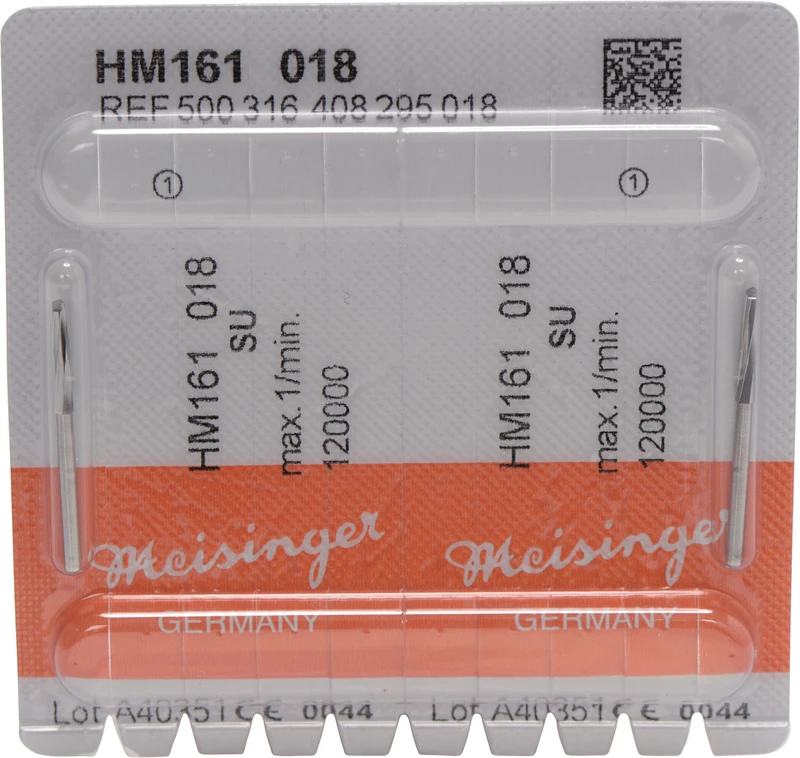 HM161 018
REF 500 316 408 295 018
1
1
HM161 018
SU
max. 1/min.
120000
HM161 018
SU
max. 1/min.
120000
Meisinger
Meisinger
GERMANY
GERMANY
Lot A40351 CE 0044
Lot A40351 CE 0044